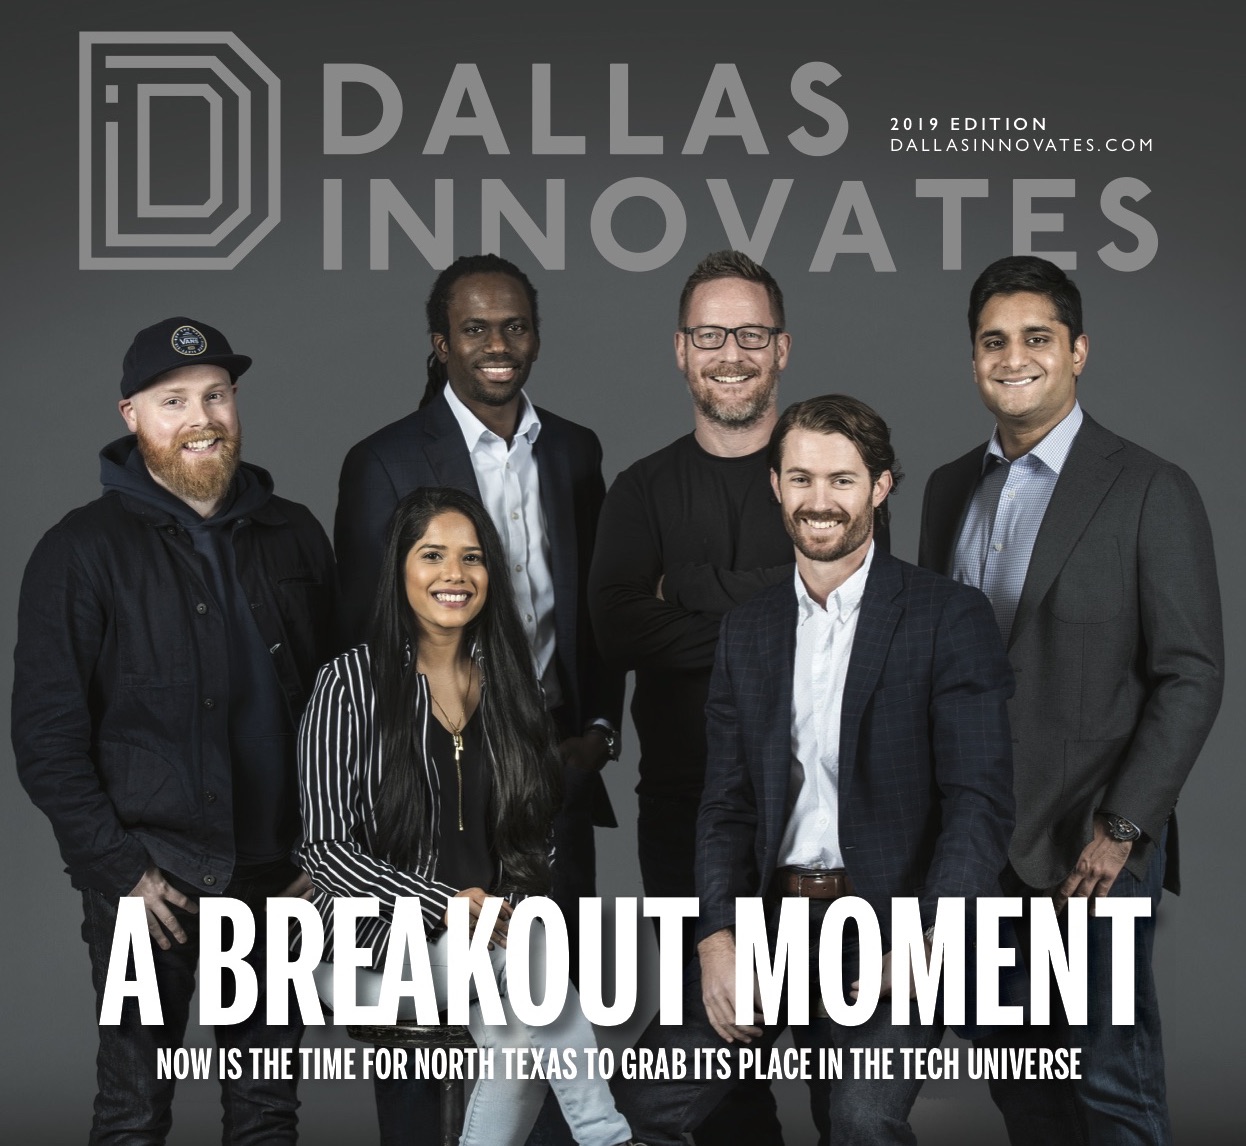 DALLAS
INNOVATES
2019 EDITION
DALLASINNOVATES.COM
VANS
A BREAKOUT MOMENT
NOW IS THE TIME FOR NORTH TEXAS TO GRAB ITS PLACE IN THE TECH UNIVERSE